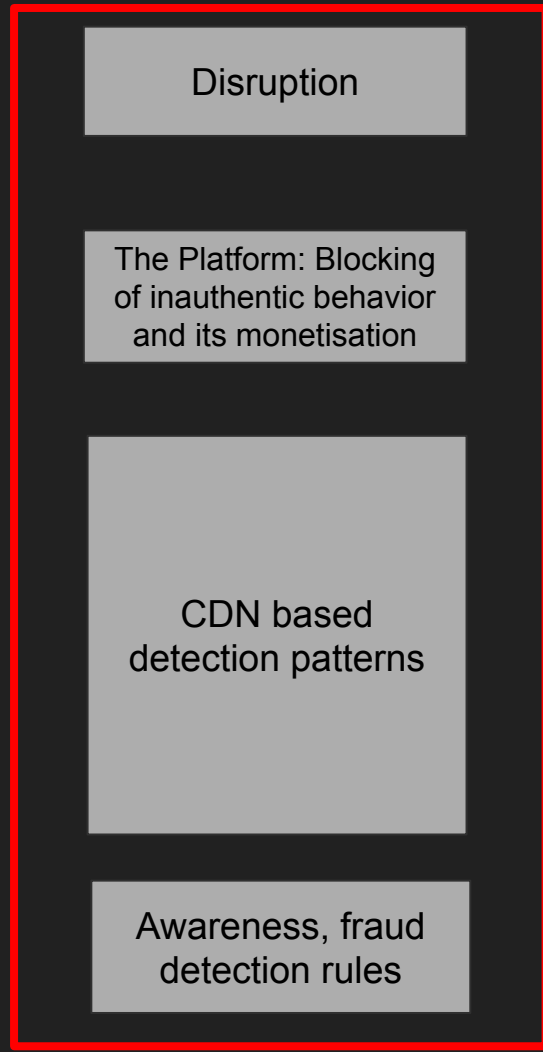 Disruption
The Platform: Blocking
of inauthentic behavior
and its monetisation
CDN based
detection patterns
Awareness, fraud
detection rules